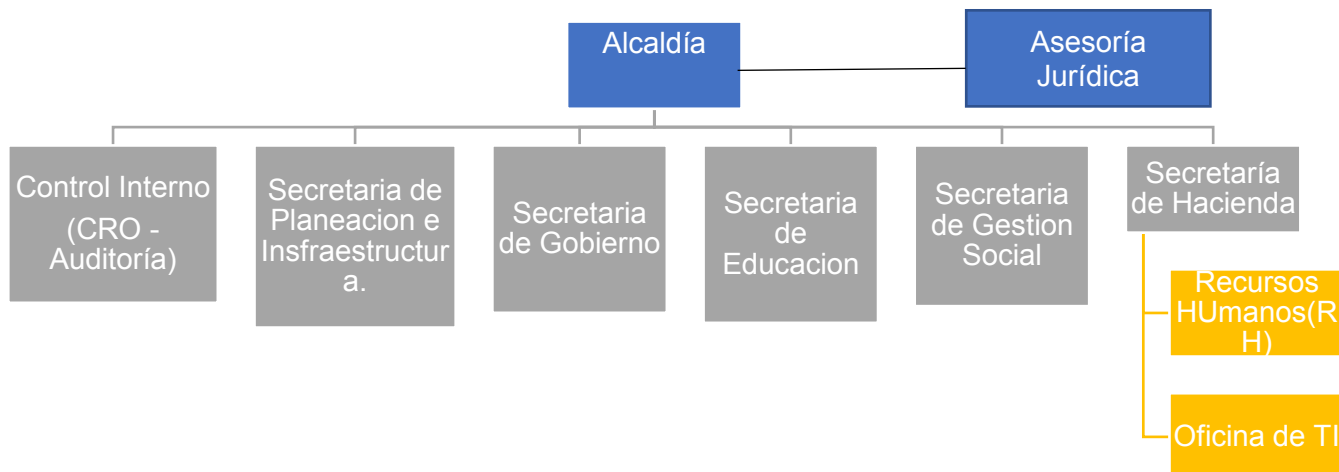 Alcaldía
Asesoría
Jurídica
Control Interno
(CRO -
Auditoría)
Secretaria de
Planeacion e
Insfraestructur
a.
Secretaria
de Gobierno
Secretaria
de
Educacion
Secretaria
de Gestion
Social
Secretaría
de Hacienda
Recursos
HUmanos(R
H)
Oficina de TI